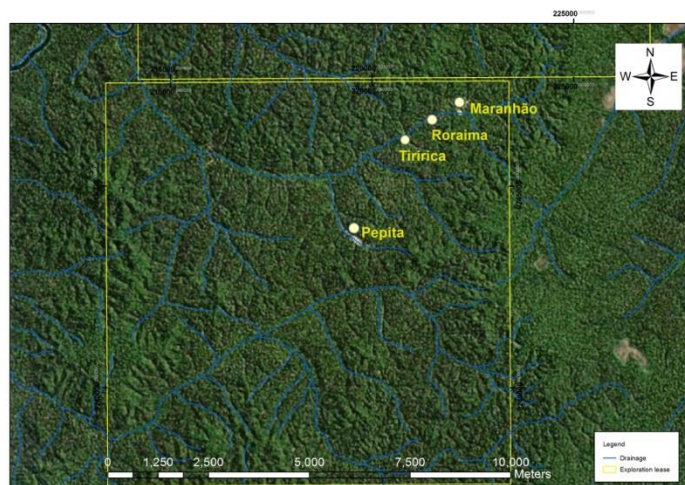 225000
N
W E
S
Maranhão
Roraima
Tiririca
Pepita
0 1,250 2,500 5,000 7,500 10,000
Meters
Legend
Drainage
Exploration lease